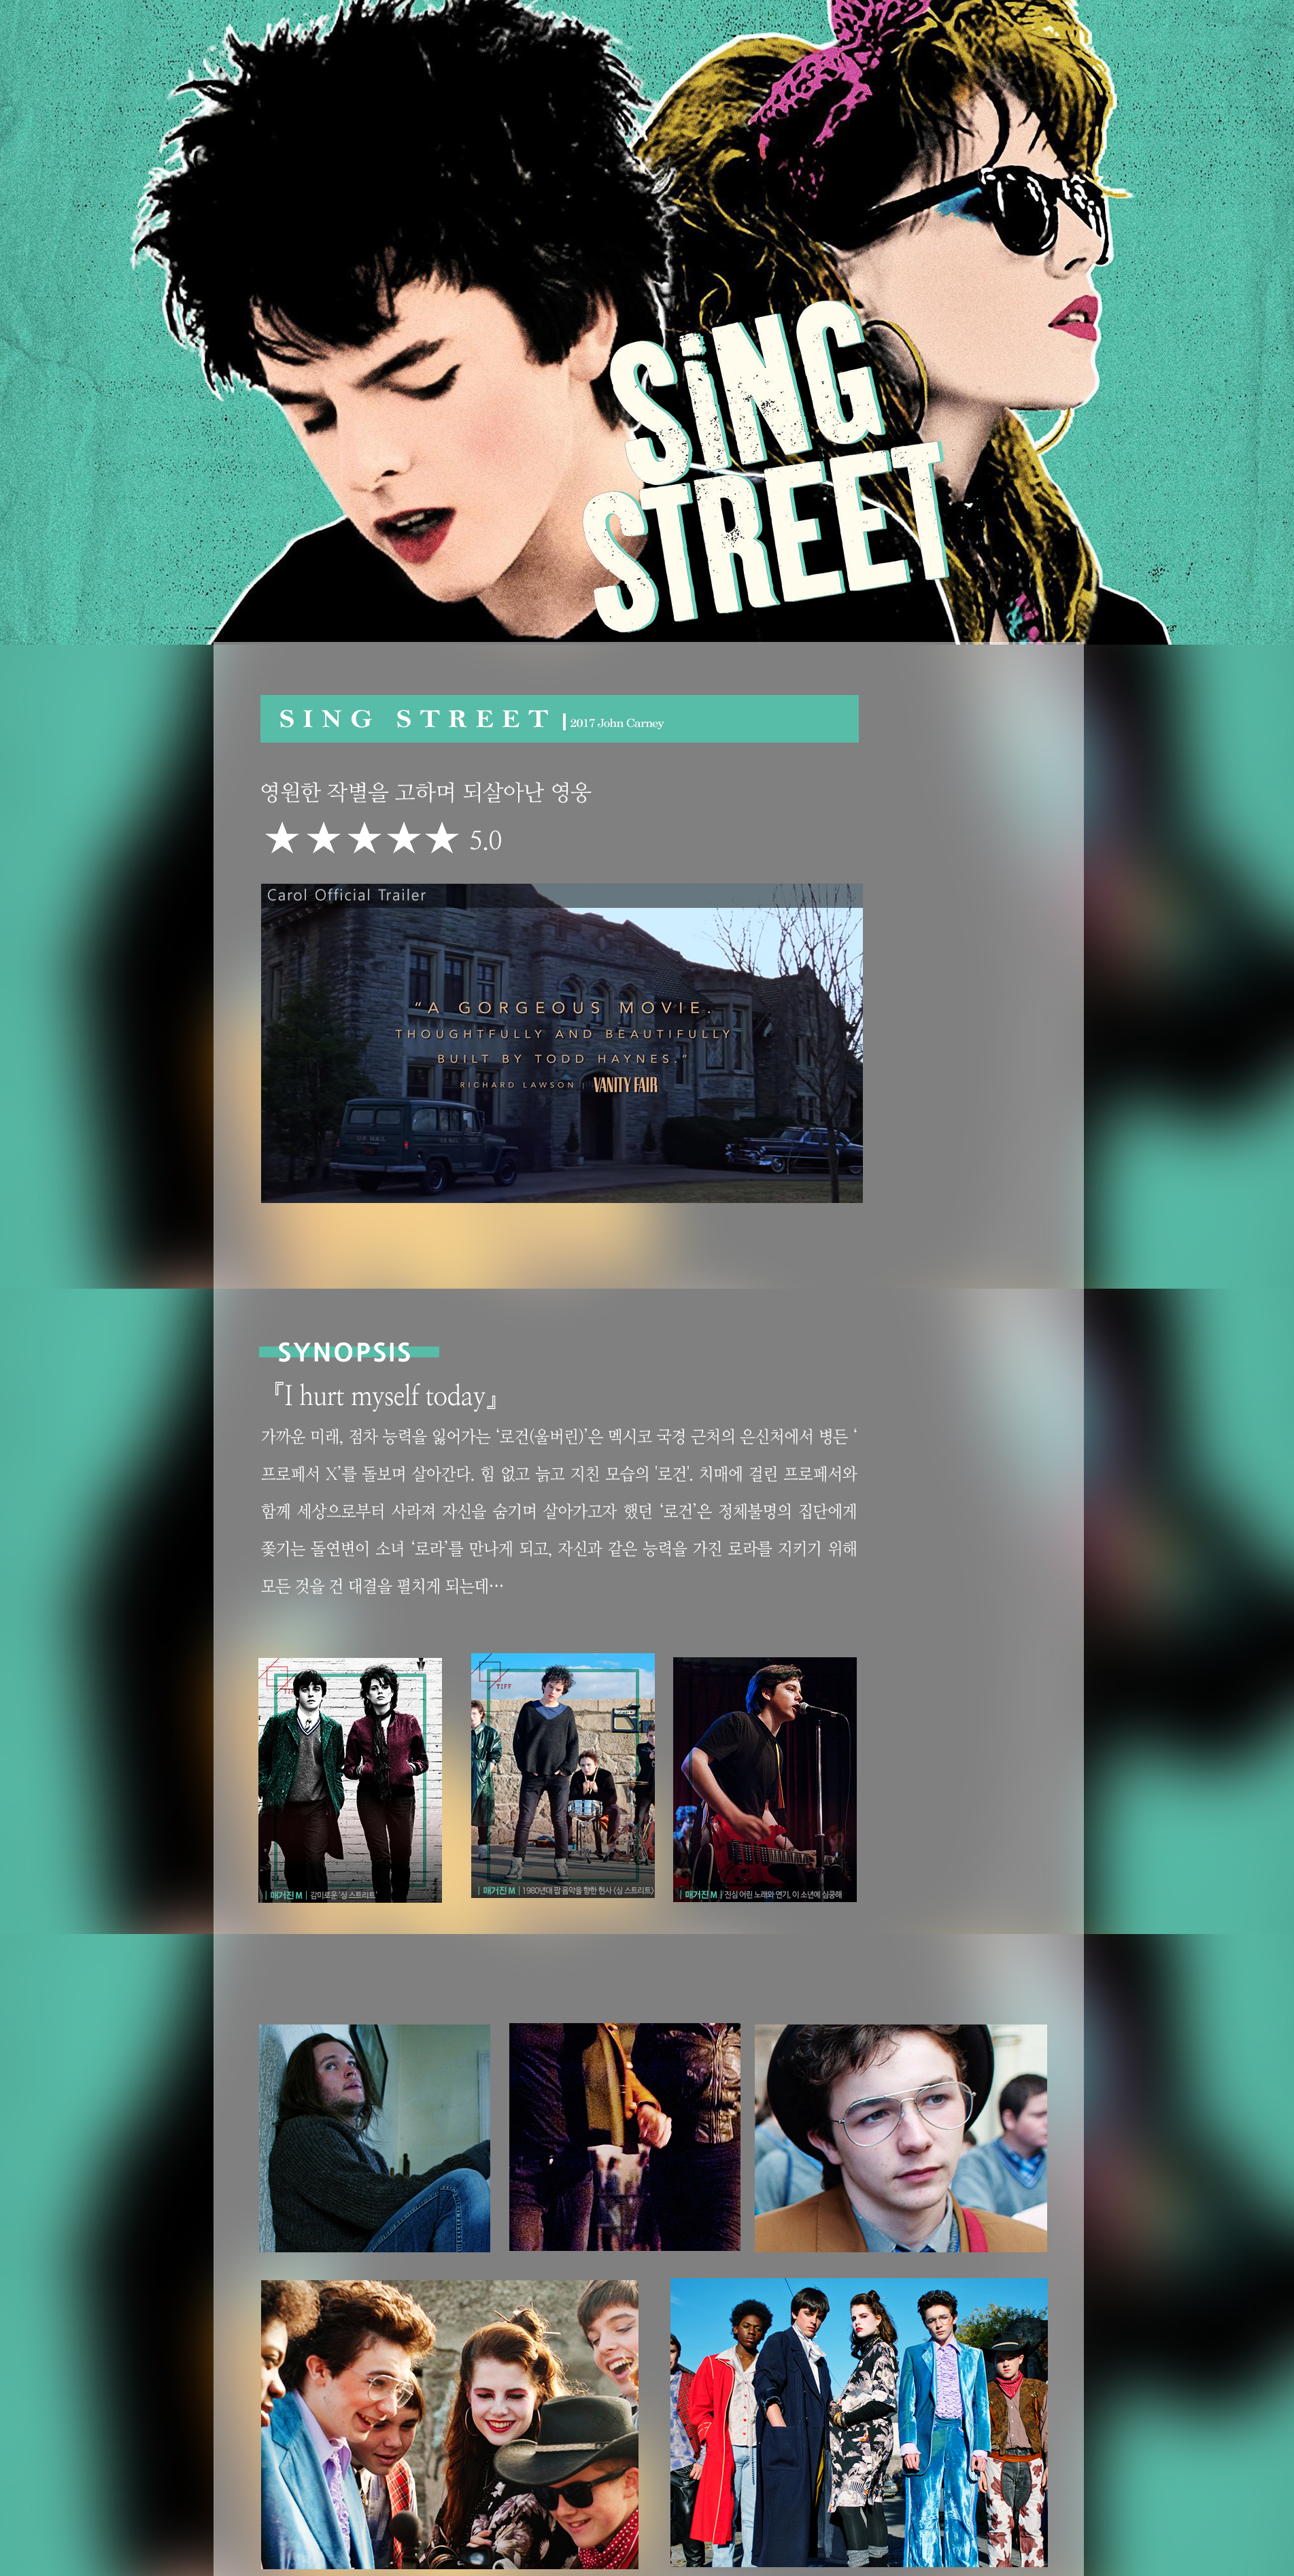 SiNG
STREET
SING STREET | 2017 John Carney
영원한 작별을 고하며 되살아난 영웅
★★★★★ 5.0
Carol Official Trailer
“A GORGEOUS MOVIE.
THOUGHTFULLY AND BEAUTIFULLY
BUILT BY TODD HAYNES.”
RICHARD LAWSON | VANITY FAIR
U.S. MAIL
SYNOPSIS
『I hurt myself today』
가까운 미래, 점차 능력을 잃어가는 ‘로건(울버린)’은 멕시코 국경 근처의 은신처에서 병든 ‘
프로페서 X’를 돌보며 살아간다. 힘 없고 늙고 지친 모습의 '로건'. 치매에 걸린 프로페서와
함께 세상으로부터 사라져 자신을 숨기며 살아가고자 했던 ‘로건’은 정체불명의 집단에게
쫓기는 돌연변이 소녀 ‘로라’를 만나게 되고, 자신과 같은 능력을 가진 로라를 지키기 위해
모든 것을 건 대결을 펼치게 되는데…
TIFF
| 매거진 M | 감미로운 '싱 스트리트'
| 매거진 M | 1980년대 팝 음악을 향한 헌사 <싱 스트리트>
| 매거진 M | 진심 어린 노래와 연기, 이 소년에 심쿵해